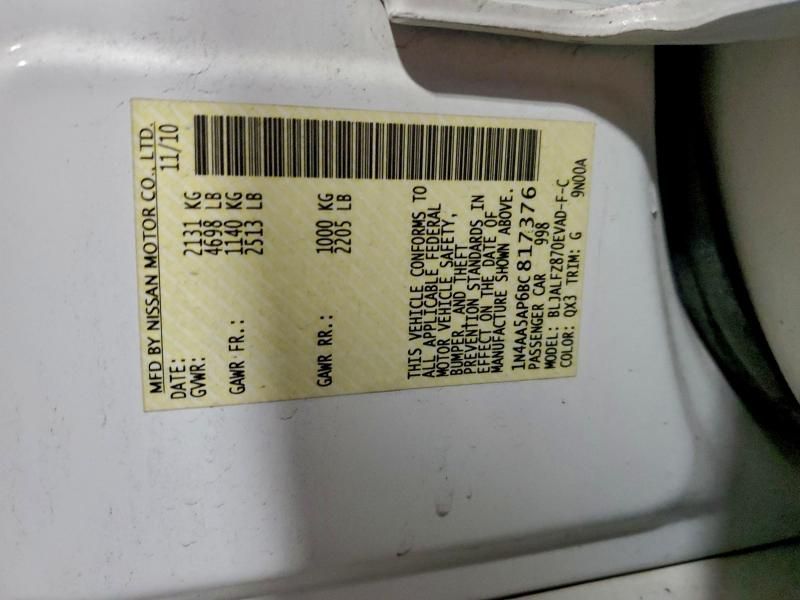 MFD BY NISSAN MOTOR CO., LTD.
DATE: 11/10
GVWR: 2131 KG
4698 LB
GAWR FR.: 1140 KG
2513 LB
GAWR RR.: 1000 KG
2205 LB
THIS VEHICLE CONFORMS TO
ALL APPLICABLE FEDERAL
MOTOR VEHICLE SAFETY,
BUMPER, AND THEFT
PREVENTION STANDARDS IN
EFFECT ON THE DATE OF
MANUFACTURE SHOWN ABOVE.
1N4AA5AP6BC817376
PASSENGER CAR 998
MODEL: BLJALFZ870EVAD-F-C
COLOR: QX3 TRIM: G 9N00A